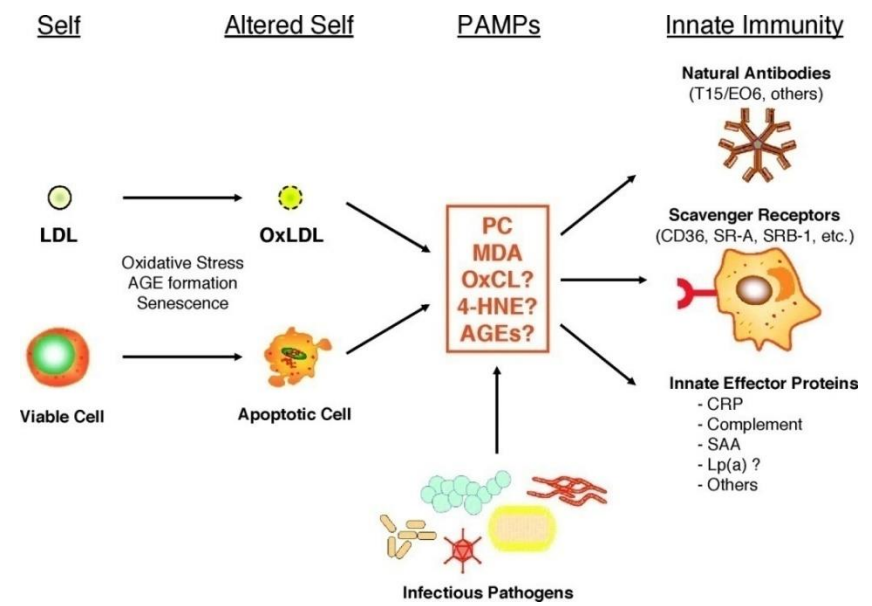 Self
Altered Self
PAMPs
Innate Immunity
Natural Antibodies
(T15/EO6, others)
LDL
OxLDL
Oxidative Stress
AGE formation
Senescence
PC
MDA
OxCL?
4-HNE?
AGEs?
Scavenger Receptors
(CD36, SR-A, SRB-1, etc.)
Viable Cell
Apoptotic Cell
Innate Effector Proteins
- CRP
- Complement
- SAA
- Lp(a) ?
- Others
Infectious Pathogens